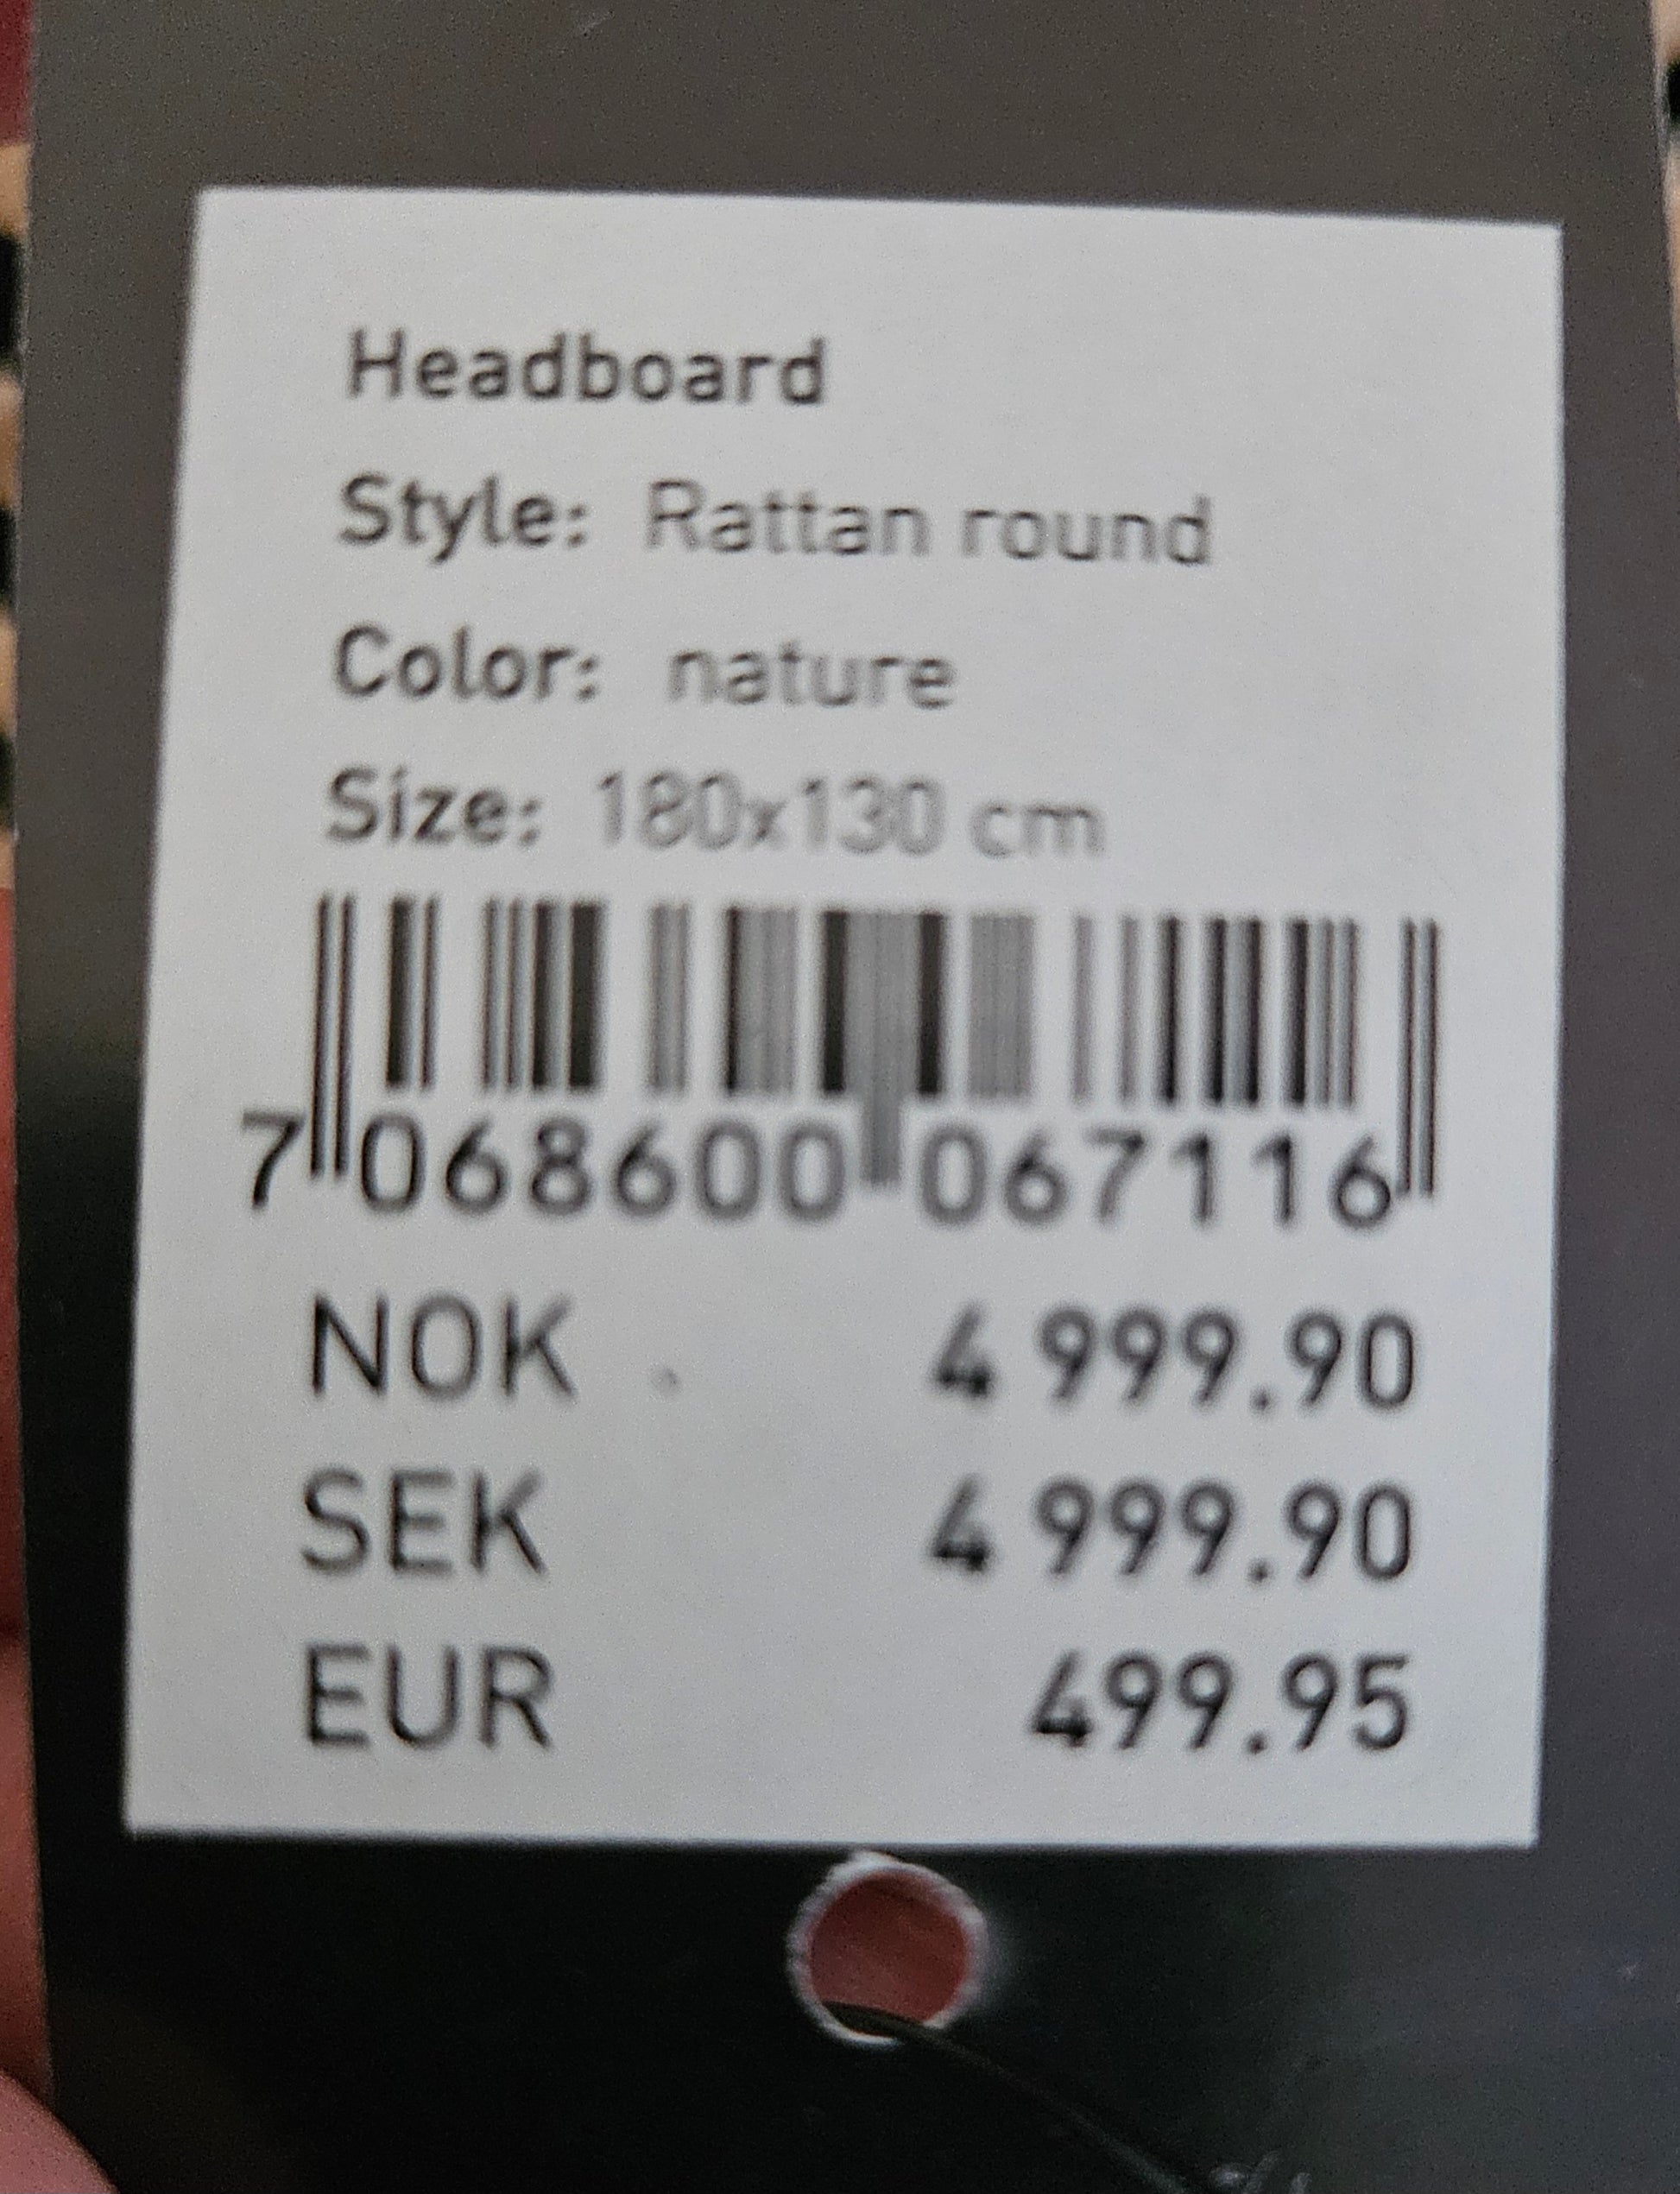 Headboard
Style: Rattan round
Color: nature
Size: 180x130 cm
7 068600 067116
NOK 4 999.90
SEK 4 999.90
EUR 499.95